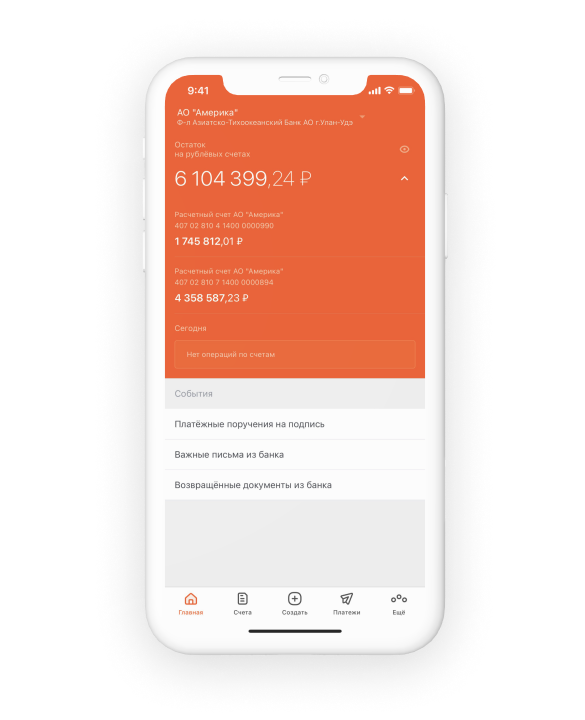 9:41
АО "Америка"
Ф-л Азиатско-Тихоокеанский Банк АО г.Улан-Удэ
Остаток
на рублёвых счетах
6 104 399,24 ₽
Расчетный счет АО "Америка"
407 02 810 4 1400 0000990
1 745 812,01 ₽
Расчетный счет АО "Америка"
407 02 810 7 1400 0000894
4 358 587,23 ₽
Сегодня
Нет операций по счетам
События
Платёжные поручения на подпись
Важные письма из банка
Возвращённые документы из банка
Главная Счета Создать Платежи Ещё